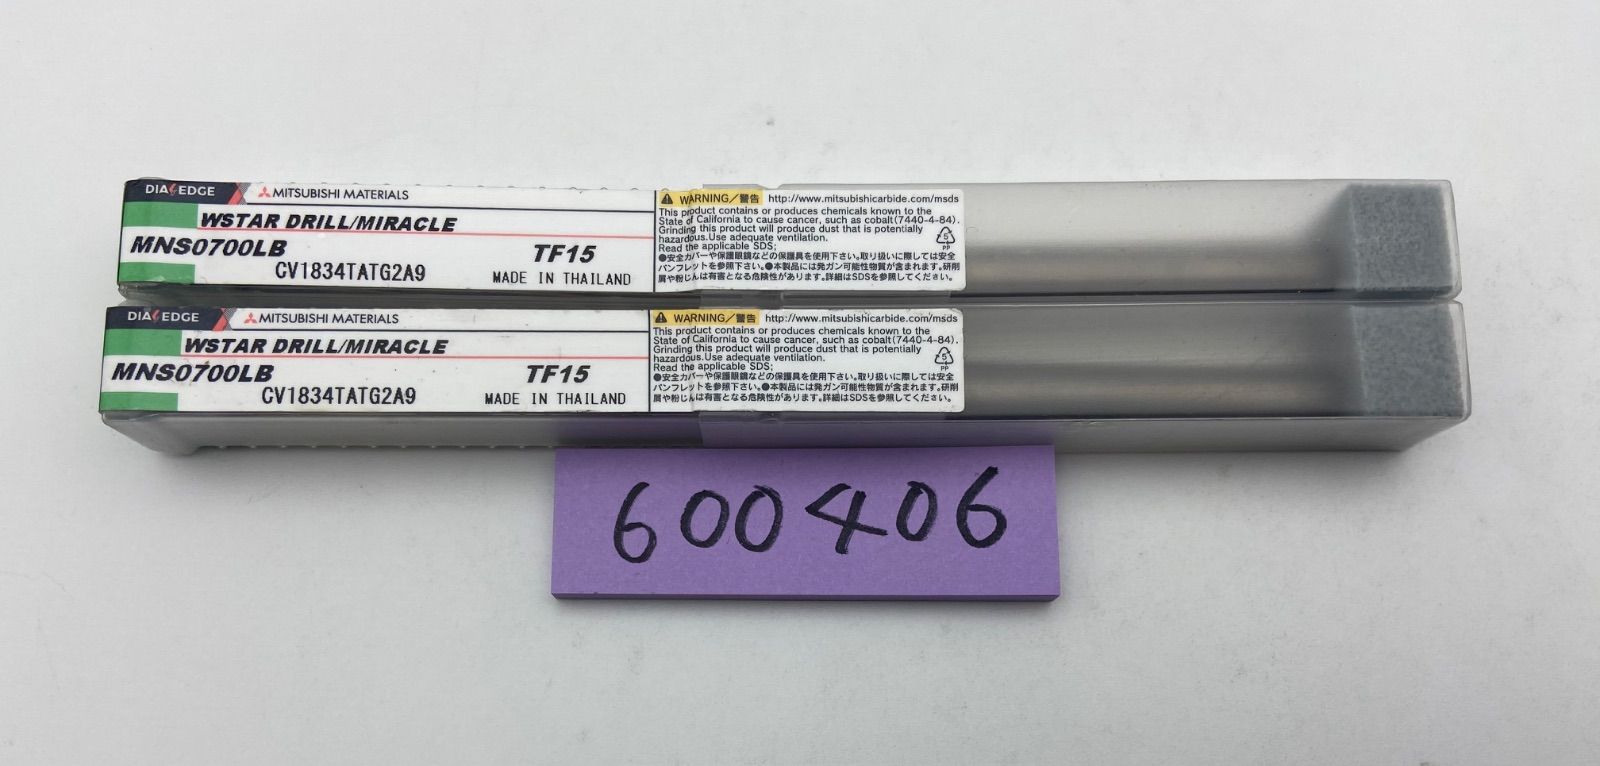 DIAEDGE MITSUBISHI MATERIALS
WSTAR DRILL/MIRACLE
MNS0700LB TF15
CV1834TATG2A9 MADE IN THAILAND
WARNING/警告 http://www.mitsubishicarbide.com/msds
This product contains or produces chemicals known to the
State of California to cause cancer, such as cobalt(7440-4-84).
Grinding this product will produce dust that is potentially
hazardous.Use adequate ventilation.
Read the applicable SDS;
●安全カバーや保護眼鏡などの保護具を使用下さい。取り扱いに際しては安全
パンフレットを参照下さい。●本製品には発ガン可能性物質が含まれます。研削
屑や粉じんは有害となる危険性があります。詳細はSDSを参照してください。
5
PP
DIAEDGE MITSUBISHI MATERIALS
WSTAR DRILL/MIRACLE
MNS0700LB TF15
CV1834TATG2A9 MADE IN THAILAND
WARNING/警告 http://www.mitsubishicarbide.com/msds
This product contains or produces chemicals known to the
State of California to cause cancer, such as cobalt(7440-4-84).
Grinding this product will produce dust that is potentially
hazardous.Use adequate ventilation.
Read the applicable SDS;
●安全カバーや保護眼鏡などの保護具を使用下さい。取り扱いに際しては安全
パンフレットを参照下さい。●本製品には発ガン可能性物質が含まれます。研削
屑や粉じんは有害となる危険性があります。詳細はSDSを参照してください。
5
PP
600406